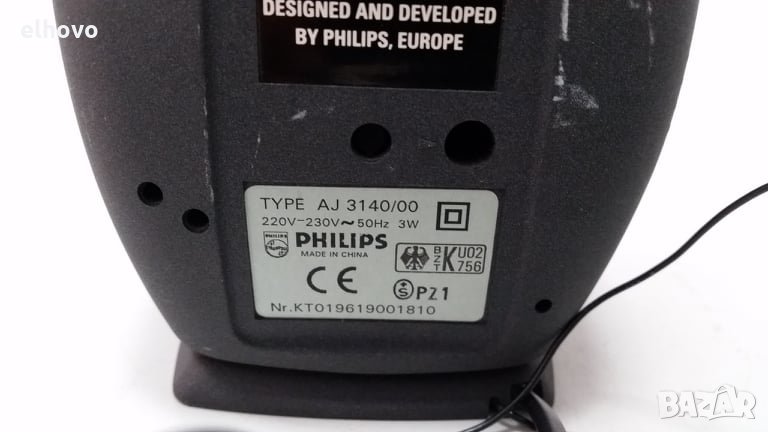 elhovo
DESIGNED AND DEVELOPED
BY PHILIPS, EUROPE
TYPE AJ 3140/00
220V-230V~50Hz 3W
PHILIPS
MADE IN CHINA
BZT K U02 756
CE
S PZ1
Nr.KT019619001810
BAZAR